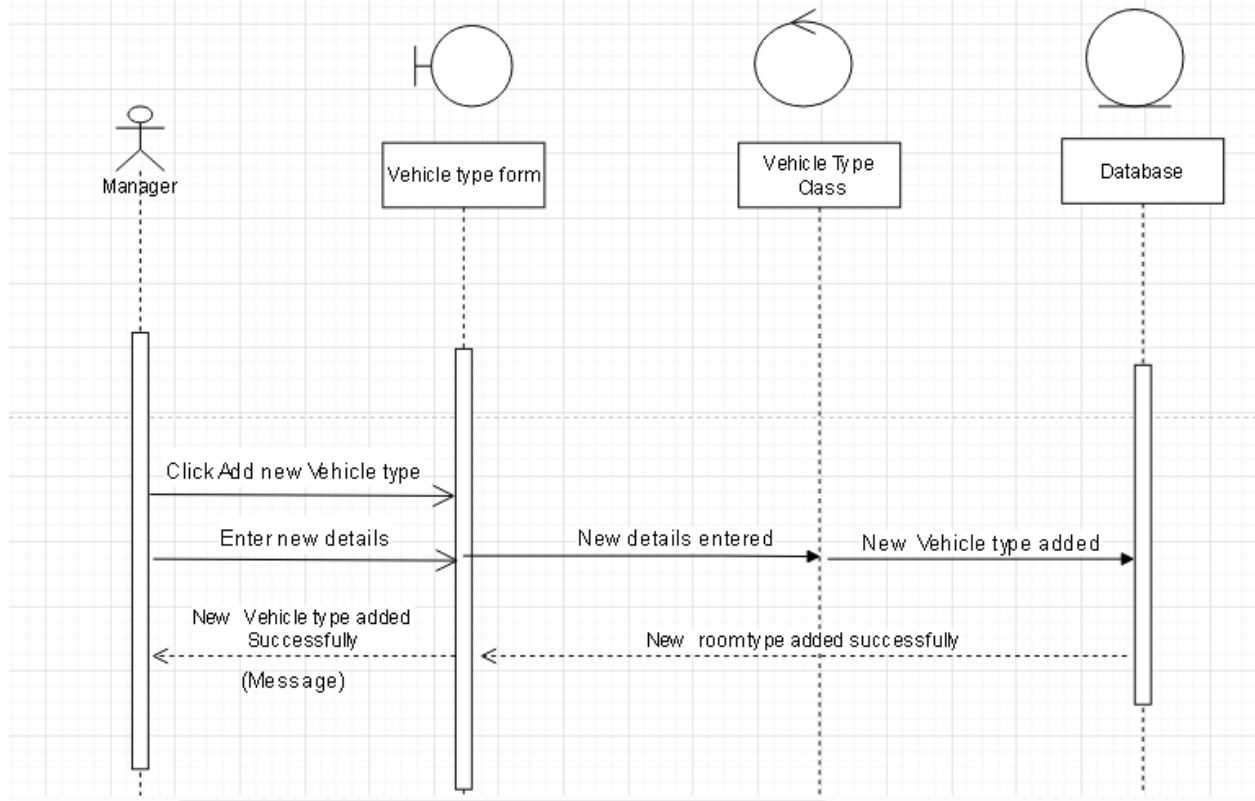 Manager
Vehicle type form
Vehicle Type
Class
Database
Click Add new Vehicle type
Enter new details
New details entered
New Vehicle type added
New Vehicle type added
Successfully
(Message)
New roomtype added successfully